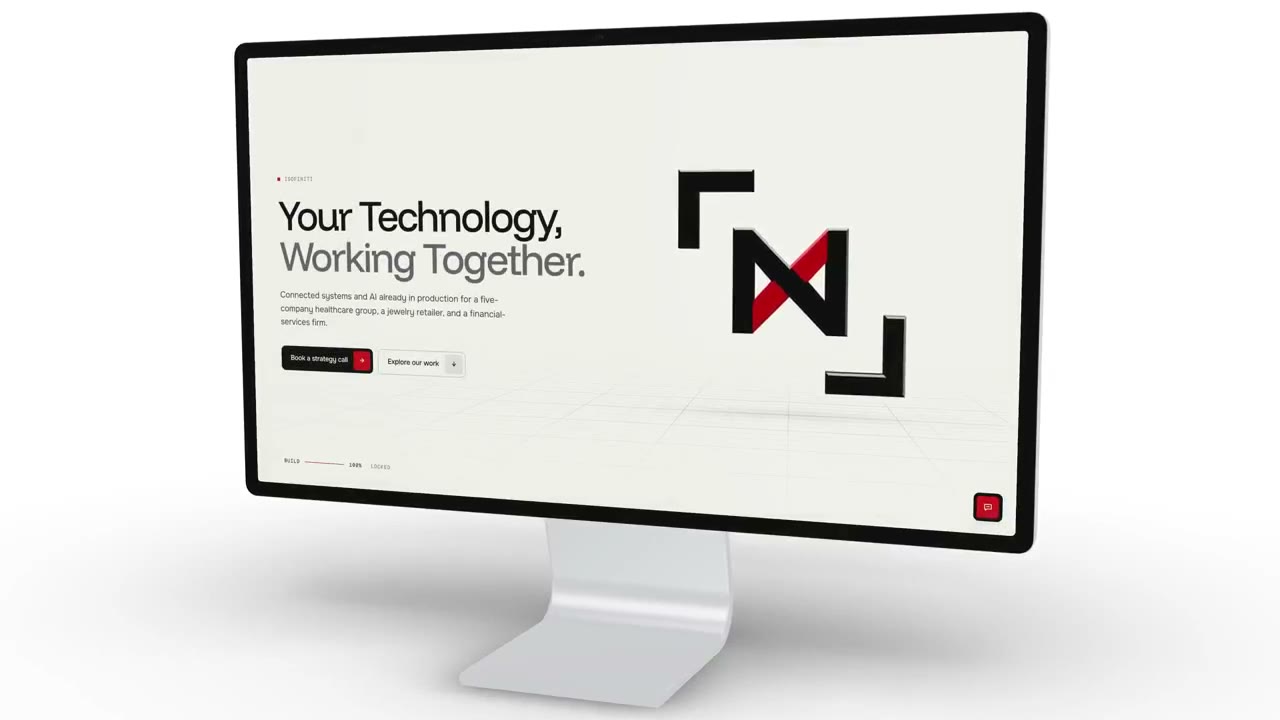 Your Technology,
Working Together.
Connected systems and AI already in production for a five-
company healthcare group, a jewelry retailer, and a financial-
services firm.
Book a strategy call
Explore our work
BUILD 100% LOCKED